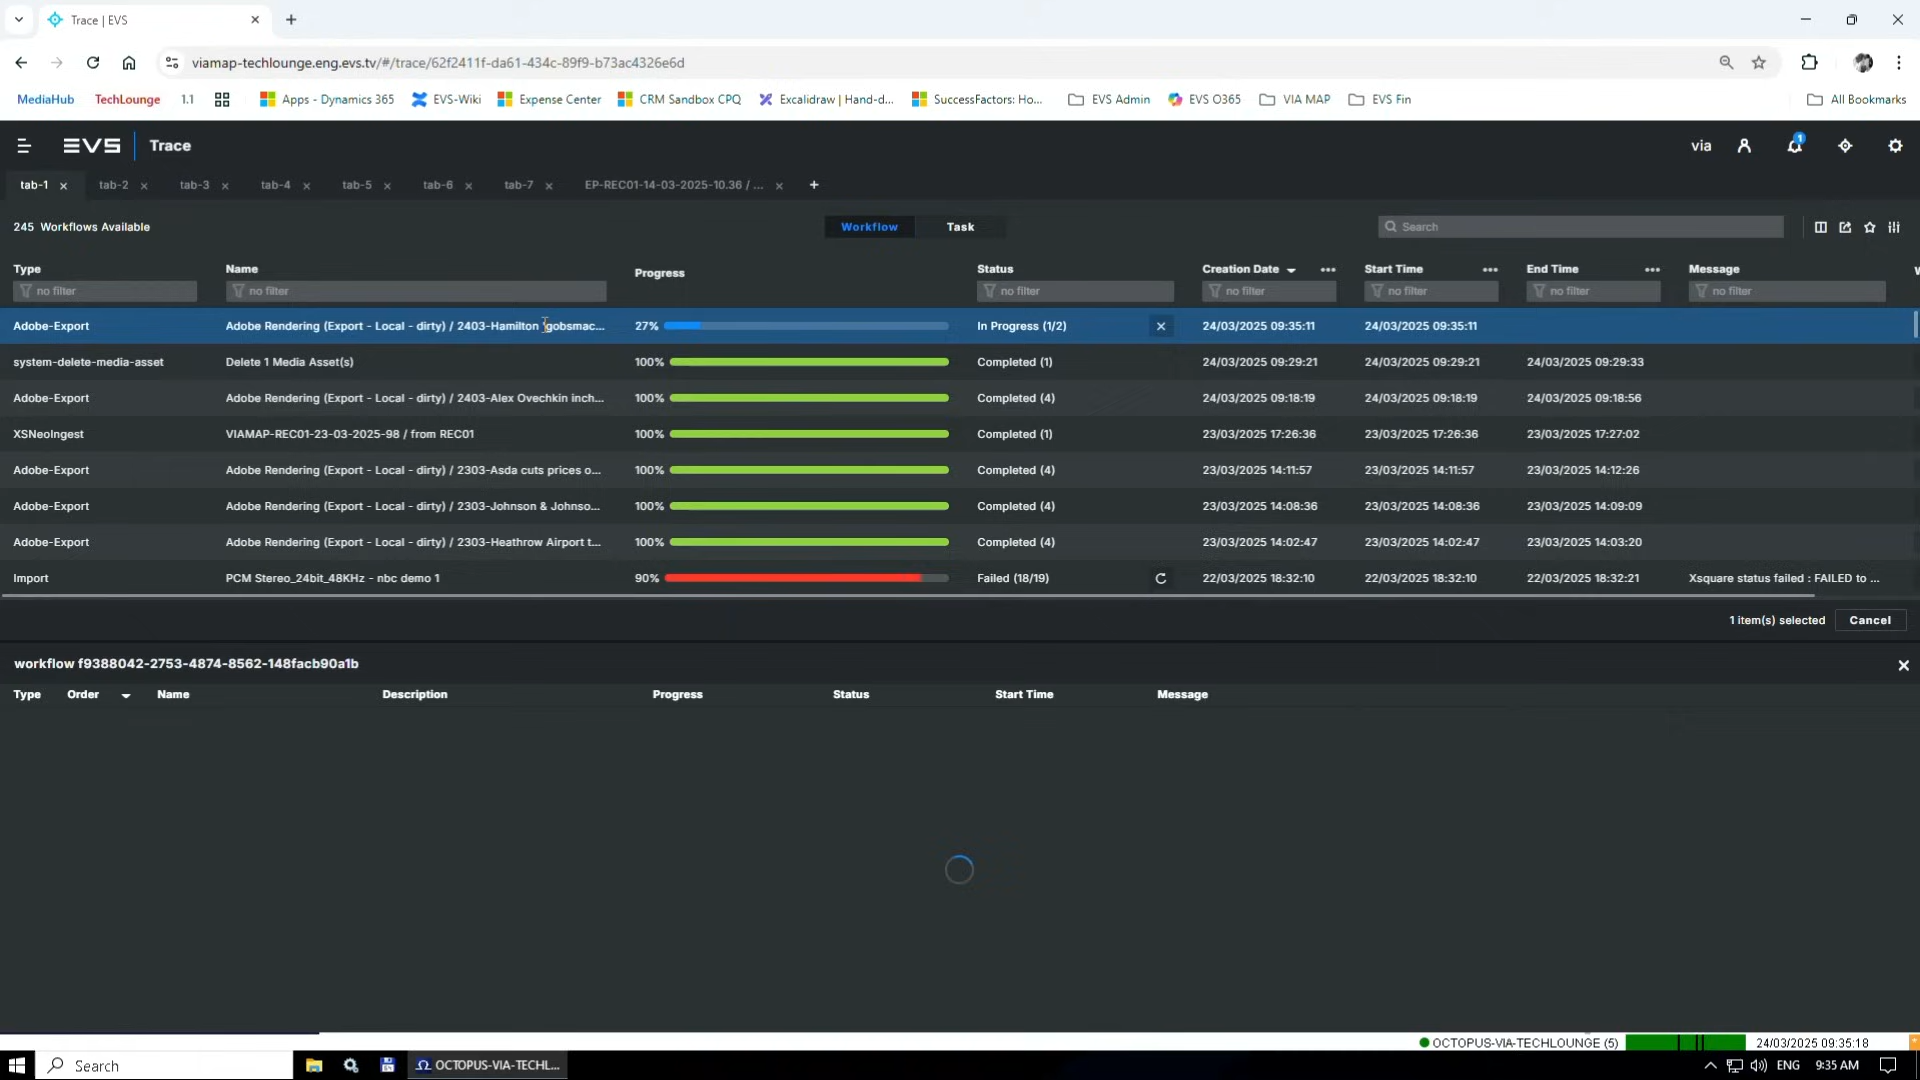 Trace | EVS
viamap-techlounge.eng.evs.tv/#/trace/62f2411f-da61-434c-89f9-b73ac4326e6d
MediaHub TechLounge 1.1 Apps - Dynamics 365 EVS-Wiki Expense Center CRM Sandbox CPQ Excalidraw | Hand-d... SuccessFactors: Ho... EVS Admin EVS O365 VIA MAP EVS Fin All Bookmarks
EVS Trace via 1
tab-1 tab-2 tab-3 tab-4 tab-5 tab-6 tab-7 EP-REC01-14-03-2025-10.36 / ...
245 Workflows Available Workflow Task Search
Type Name Progress Status Creation Date Start Time End Time Message
no filter no filter no filter no filter no filter no filter no filter
Adobe-Export Adobe Rendering (Export - Local - dirty) / 2403-Hamilton 'gobsmac... 27% In Progress (1/2) 24/03/2025 09:35:11 24/03/2025 09:35:11
system-delete-media-asset Delete 1 Media Asset(s) 100% Completed (1) 24/03/2025 09:29:21 24/03/2025 09:29:21 24/03/2025 09:29:33
Adobe-Export Adobe Rendering (Export - Local - dirty) / 2403-Alex Ovechkin inch... 100% Completed (4) 24/03/2025 09:18:19 24/03/2025 09:18:19 24/03/2025 09:18:56
XSNeoIngest VIAMAP-REC01-23-03-2025-98 / from REC01 100% Completed (1) 23/03/2025 17:26:36 23/03/2025 17:26:36 23/03/2025 17:27:02
Adobe-Export Adobe Rendering (Export - Local - dirty) / 2303-Asda cuts prices o... 100% Completed (4) 23/03/2025 14:11:57 23/03/2025 14:11:57 23/03/2025 14:12:26
Adobe-Export Adobe Rendering (Export - Local - dirty) / 2303-Johnson & Johnso... 100% Completed (4) 23/03/2025 14:08:36 23/03/2025 14:08:36 23/03/2025 14:09:09
Adobe-Export Adobe Rendering (Export - Local - dirty) / 2303-Heathrow Airport t... 100% Completed (4) 23/03/2025 14:02:47 23/03/2025 14:02:47 23/03/2025 14:03:20
Import PCM Stereo_24bit_48KHz - nbc demo 1 90% Failed (18/19) 22/03/2025 18:32:10 22/03/2025 18:32:10 22/03/2025 18:32:21 Xsquare status failed : FAILED to ...
1 item(s) selected Cancel
workflow f9388042-2753-4874-8562-148facb90a1b
Type Order Name Description Progress Status Start Time Message
OCTOPUS-VIA-TECHLOUNGE (5) 24/03/2025 09:35:18
Search OCTOPUS-VIA-TECHL... ENG 9:35 AM